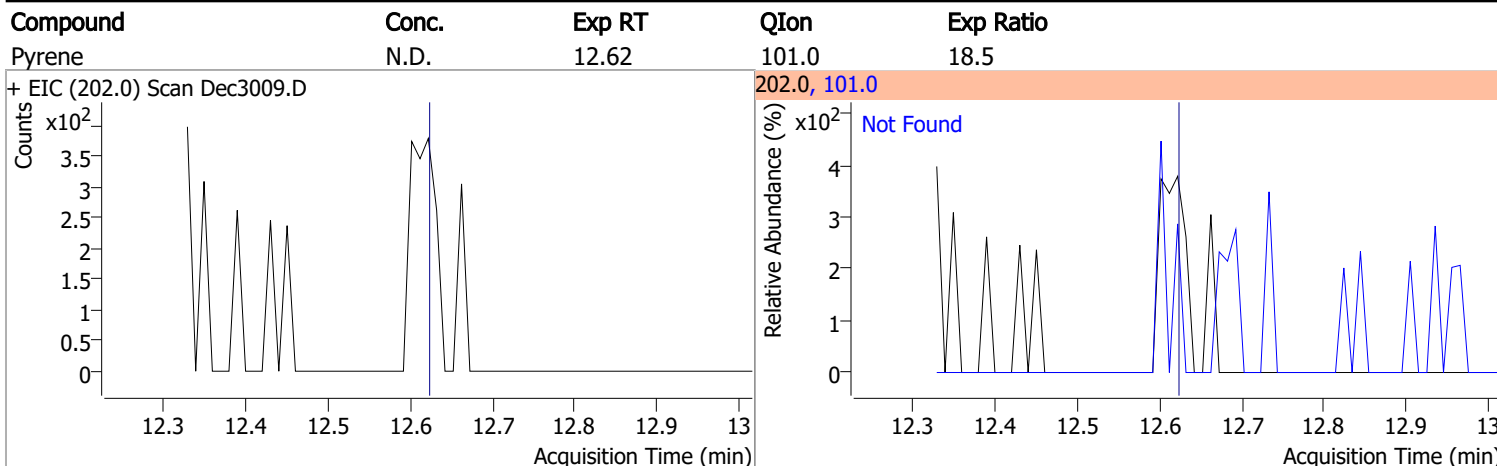 Compound Conc. Exp RT QIon Exp Ratio
Pyrene N.D. 12.62 101.0 18.5
+ EIC (202.0) Scan Dec3009.D
Counts
x10²
3.5
3
2.5
2
1.5
1
0.5
0
12.3 12.4 12.5 12.6 12.7 12.8 12.9 13
Acquisition Time (min)
202.0, 101.0
Relative Abundance (%)
x10²
Not Found
4
3
2
1
0
12.3 12.4 12.5 12.6 12.7 12.8 12.9 13
Acquisition Time (min)